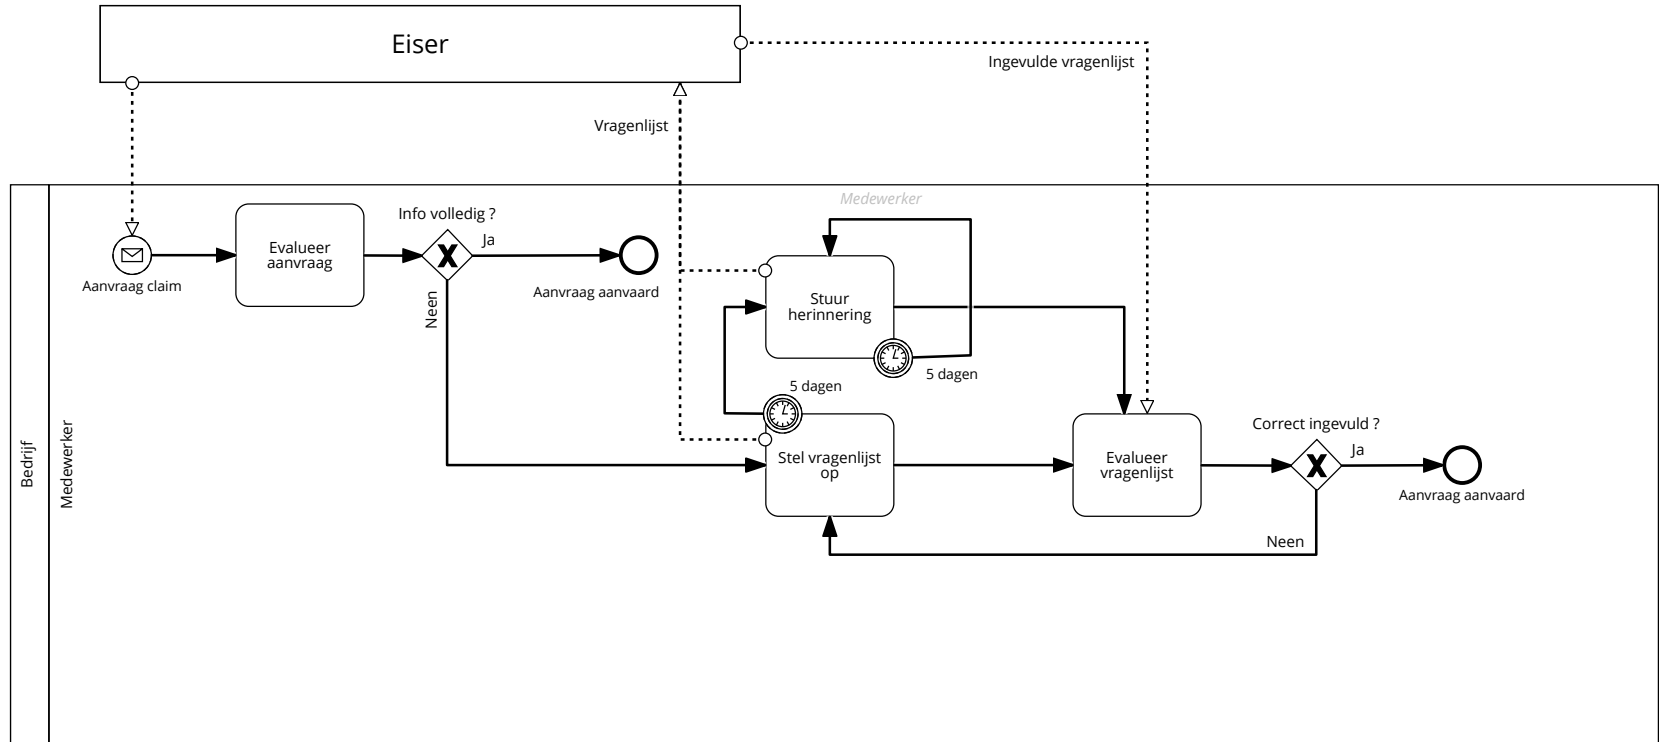 Eiser
Ingevulde vragenlijst
Vragenlijst
Medewerker
Info volledig ?
Ja
Evalueer
aanvraag
Aanvraag claim
Aanvraag aanvaard
Neen
Stuur
herinnering
5 dagen
5 dagen
Bedrijf
Medewerker
Stel vragenlijst
op
Evalueer
vragenlijst
Correct ingevuld ?
Ja
Aanvraag aanvaard
Neen